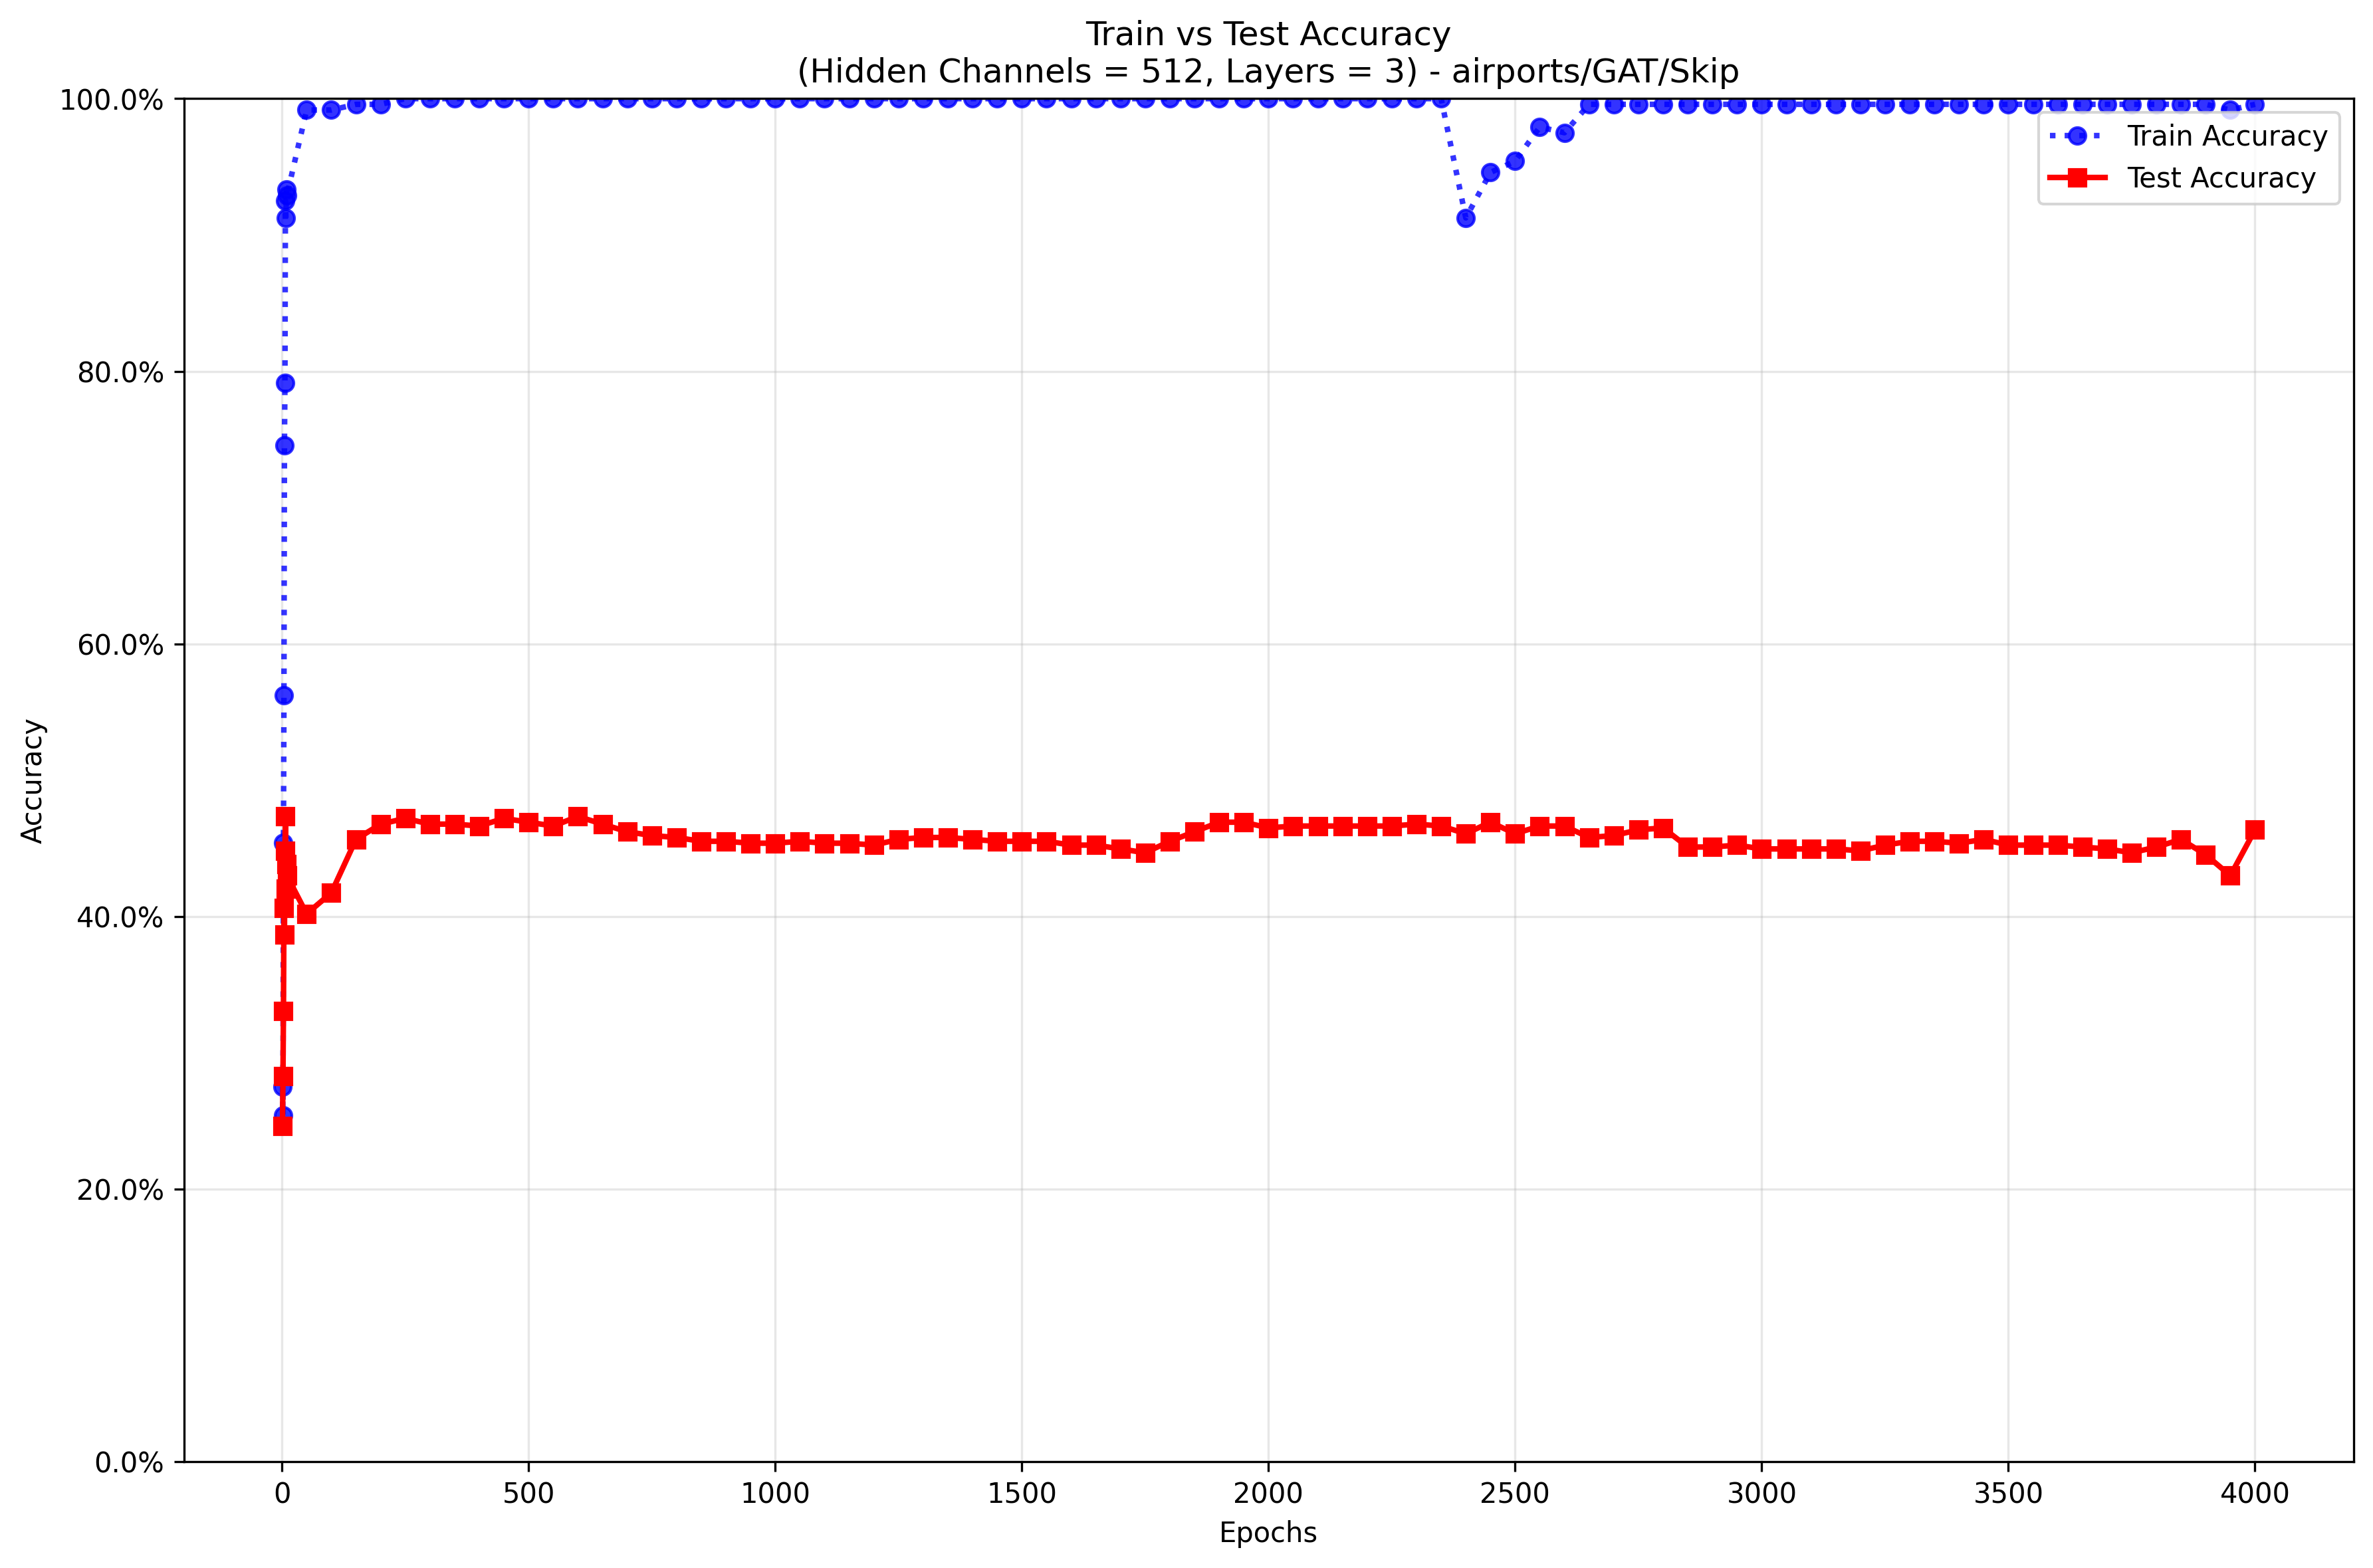 Train vs Test Accuracy
(Hidden Channels = 512, Layers = 3) - airports/GAT/Skip
100.0%
80.0%
60.0%
40.0%
20.0%
0.0%
Accuracy
Train Accuracy
Test Accuracy
0 500 1000 1500 2000 2500 3000 3500 4000
Epochs